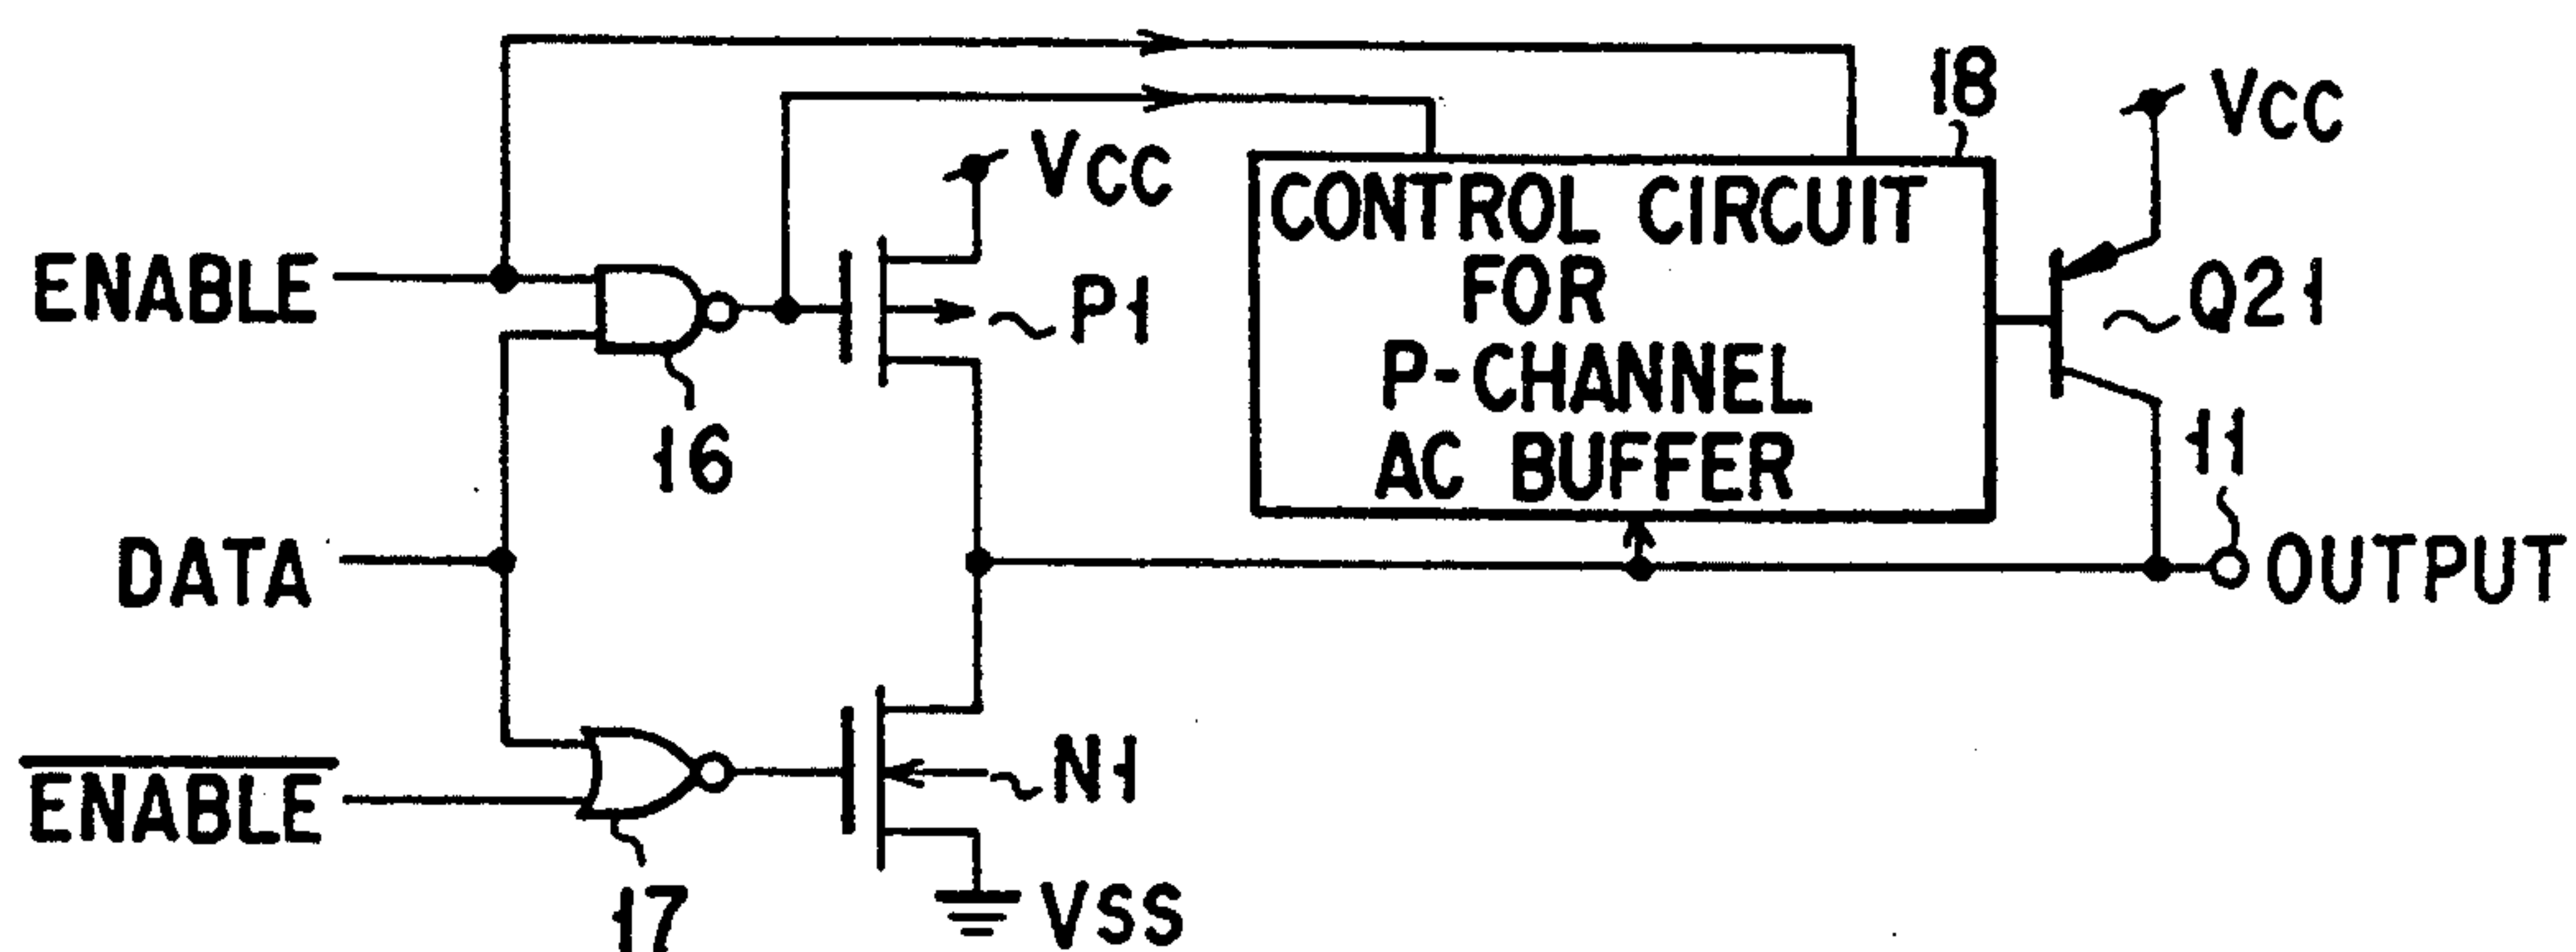 18
VCC
VCC
CONTROL CIRCUIT
FOR
P-CHANNEL
AC BUFFER
ENABLE
P1
Q21
16
11
DATA
OUTPUT
ENABLE
N1
17
VSS